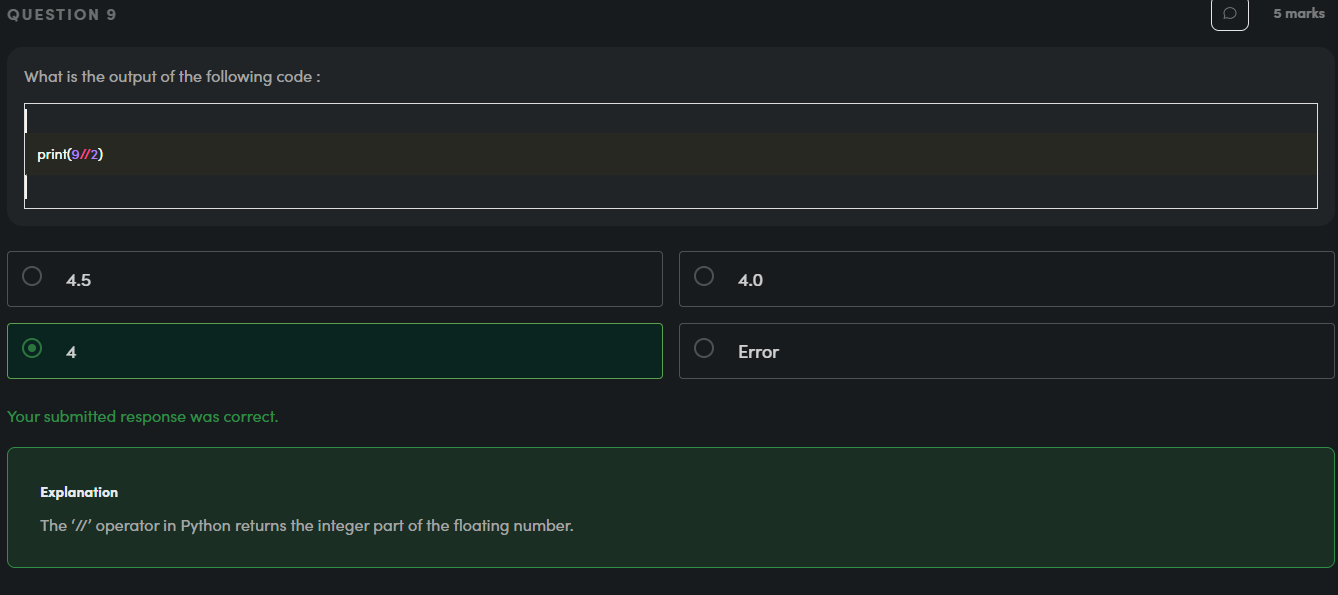 QUESTION 9
5 marks
What is the output of the following code :
print(9//2)
4.5
4.0
4
Error
Your submitted response was correct.
Explanation
The ‘//’ operator in Python returns the integer part of the floating number.